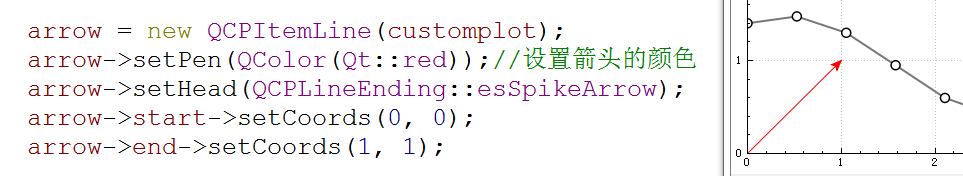 arrow = new QCPItemLine(customplot);
arrow->setPen(QColor(Qt::red));//设置箭头的颜色
arrow->setHead(QCPLineEnding::esSpikeArrow);
arrow->start->setCoords(0, 0);
arrow->end->setCoords(1, 1);
1
0
0 1 2